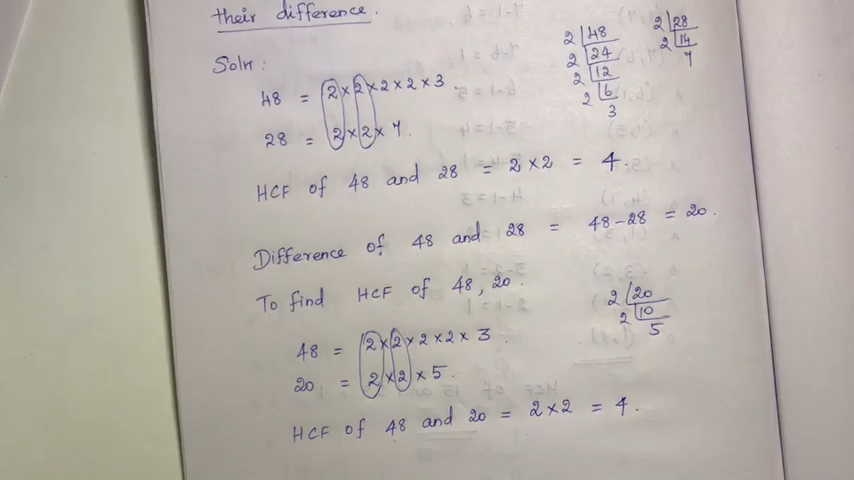 their difference.
Soln:
48 = 2 × 2 × 2 × 2 × 3
28 = 2 × 2 × 7.
HCF of 48 and 28 = 2 × 2 = 4.
Difference of 48 and 28 = 48 - 28 = 20.
To find HCF of 48, 20.
48 = 2 × 2 × 2 × 2 × 3
20 = 2 × 2 × 5.
HCF of 48 and 20 = 2 × 2 = 4.
2 48
2 24
2 12
2 6
3
2 28
2 14
7
2 20
2 10
5